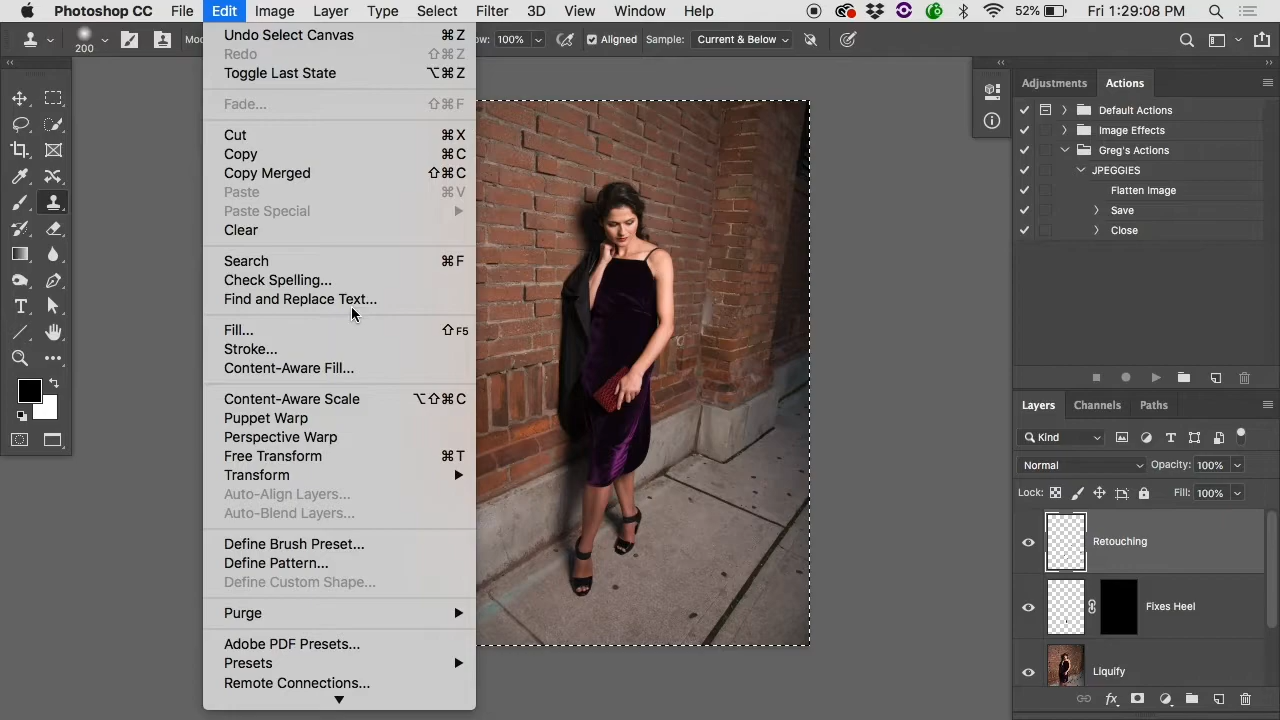 Photoshop CC File Edit Image Layer Type Select Filter 3D View Window Help 52% Fri 1:29:08 PM
200 Mod ow: 100% Aligned Sample: Current & Below
Undo Select Canvas ⌘Z
Redo ⇧⌘Z
Toggle Last State ⌥⌘Z
Fade... ⇧⌘F
Cut ⌘X
Copy ⌘C
Copy Merged ⇧⌘C
Paste ⌘V
Paste Special
Clear
Search ⌘F
Check Spelling...
Find and Replace Text...
Fill... ⇧F5
Stroke...
Content-Aware Fill...
Content-Aware Scale ⌥⇧⌘C
Puppet Warp
Perspective Warp
Free Transform ⌘T
Transform
Auto-Align Layers...
Auto-Blend Layers...
Define Brush Preset...
Define Pattern...
Define Custom Shape...
Purge
Adobe PDF Presets...
Presets
Remote Connections...
Adjustments Actions
Default Actions
Image Effects
Greg's Actions
JPEGGIES
Flatten Image
Save
Close
Layers Channels Paths
Kind
Normal Opacity: 100%
Lock: Fill: 100%
Retouching
FIxes Heel
Liquify
fx